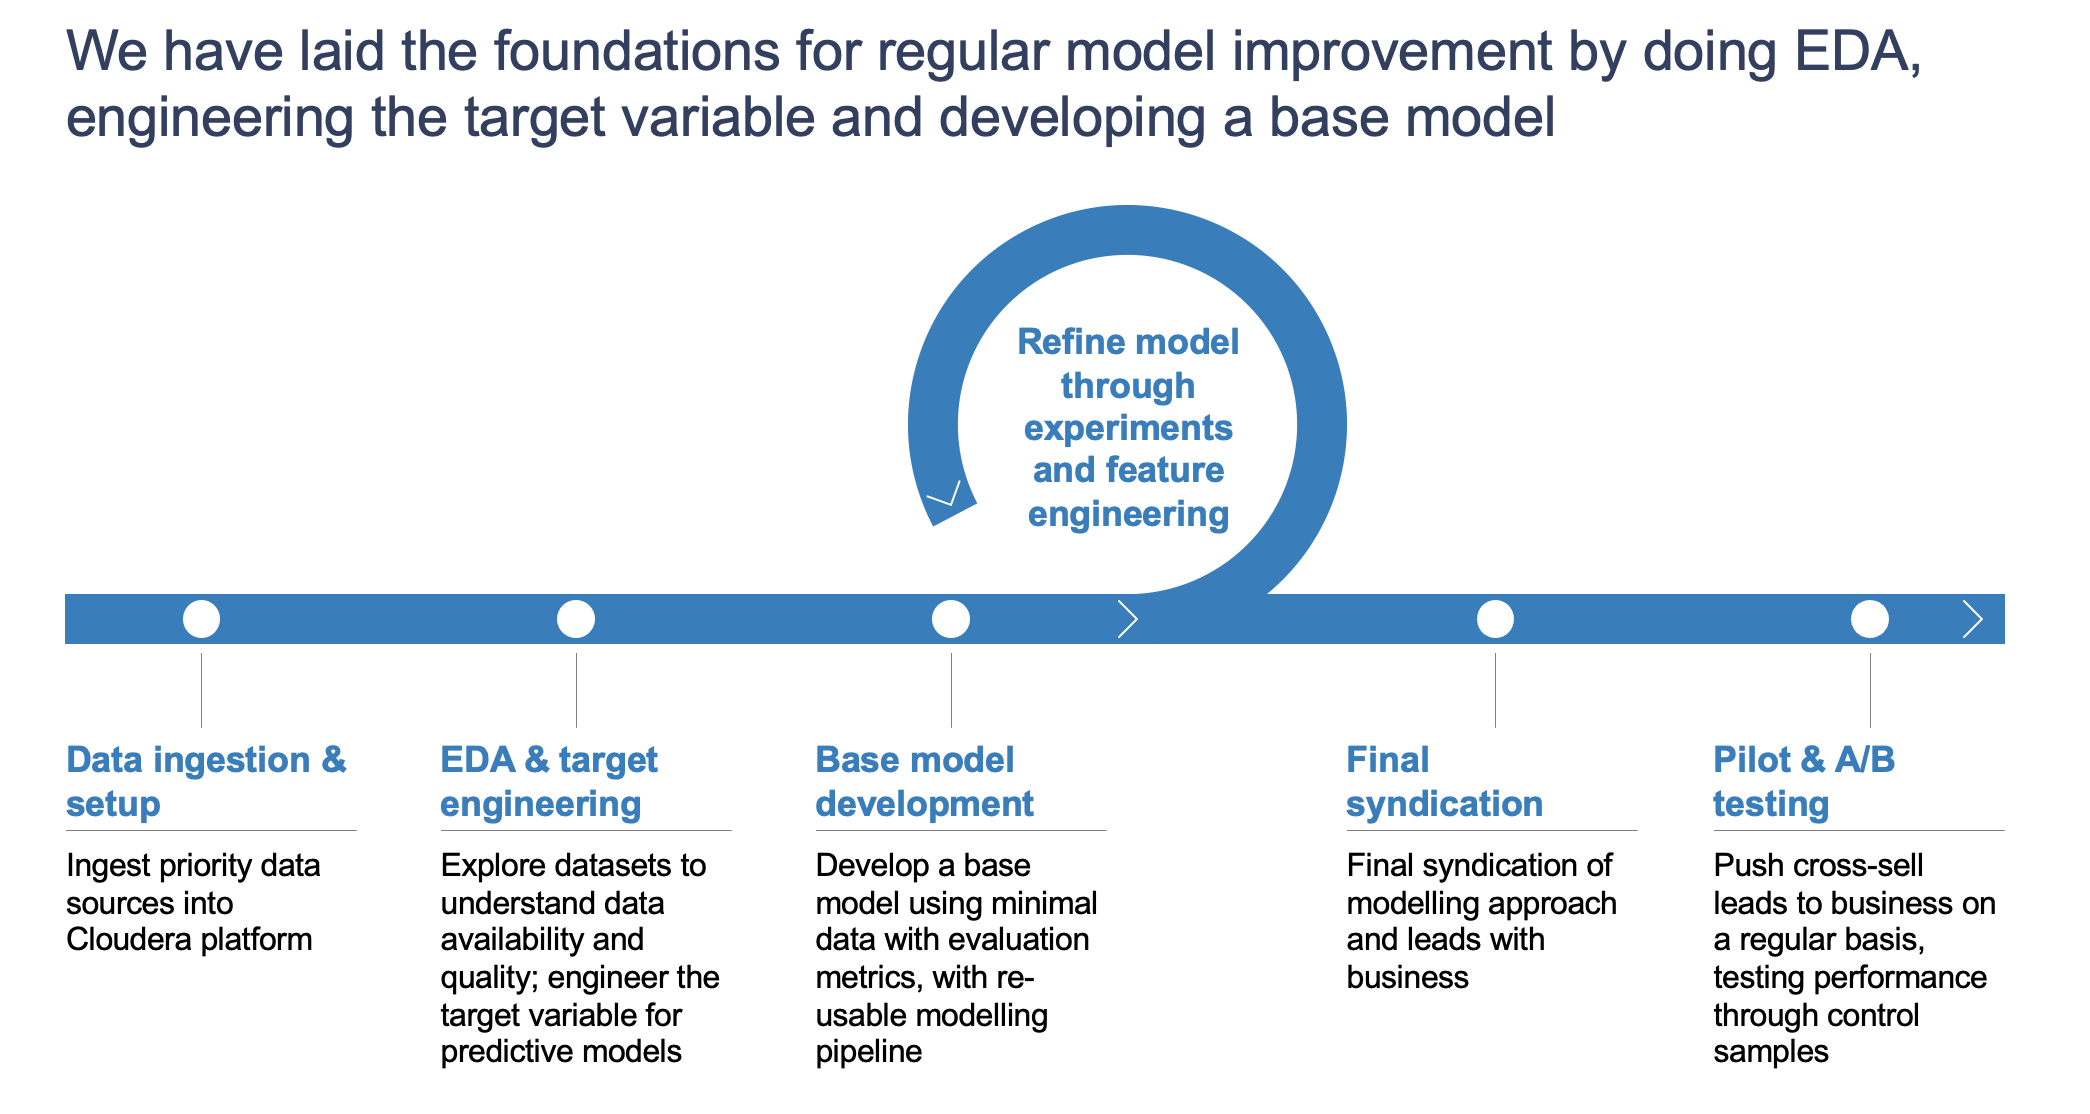 We have laid the foundations for regular model improvement by doing EDA,
engineering the target variable and developing a base model
Refine model
through
experiments
and feature
engineering
Data ingestion &
setup
Ingest priority data
sources into
Cloudera platform
EDA & target
engineering
Explore datasets to
understand data
availability and
quality; engineer the
target variable for
predictive models
Base model
development
Develop a base
model using minimal
data with evaluation
metrics, with re-
usable modelling
pipeline
Final
syndication
Final syndication of
modelling approach
and leads with
business
Pilot & A/B
testing
Push cross-sell
leads to business on
a regular basis,
testing performance
through control
samples